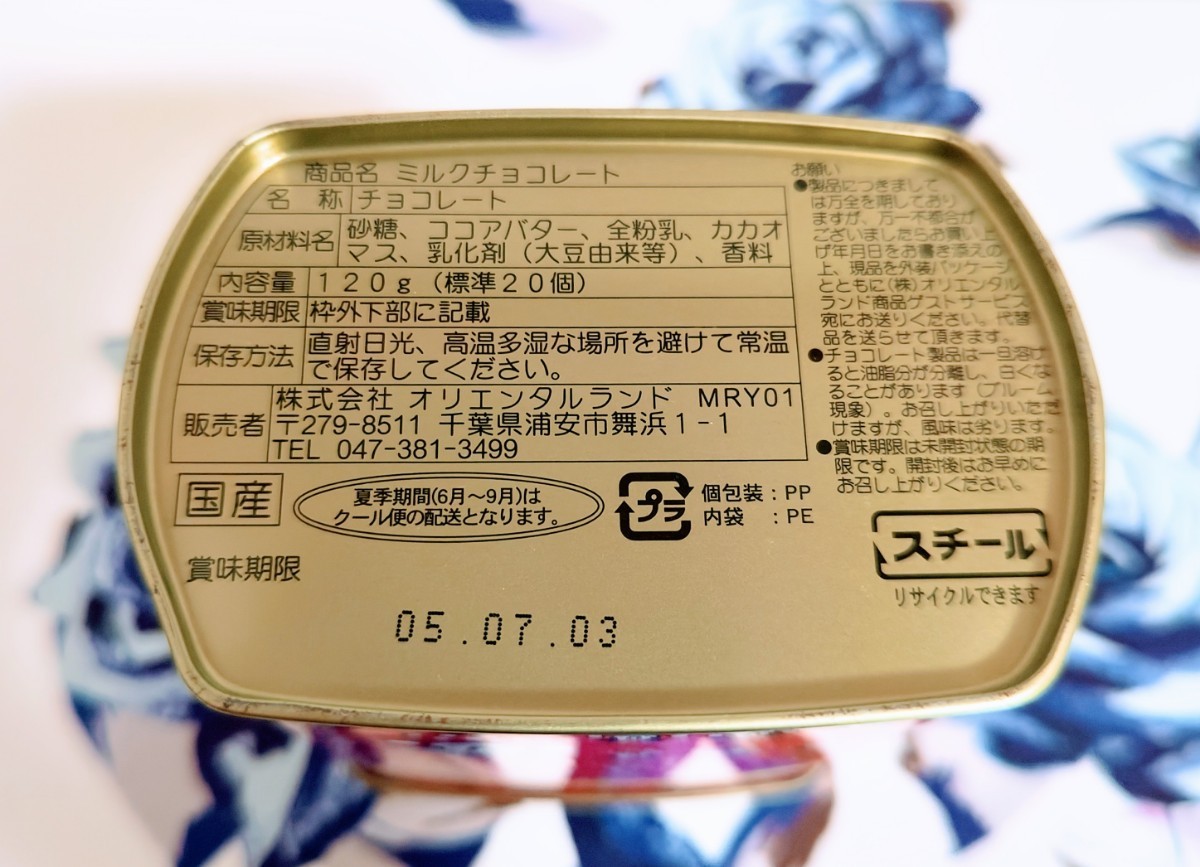 商品名 ミルクチョコレート
名 称 チョコレート
原材料名 砂糖、ココアバター、全粉乳、カカオ
マス、乳化剤（大豆由来等）、香料
内容量 １２０ｇ（標準２０個）
賞味期限 枠外下部に記載
保存方法 直射日光、高温多湿な場所を避けて常温
で保存してください。
販売者 株式会社 オリエンタルランド MRY01
〒279-8511 千葉県浦安市舞浜１-１
TEL 047-381-3499
国産
夏季期間(6月～9月)は
クール便の配送となります。
プラ
個包装：PP
内袋 ：PE
賞味期限
05.07.03
お願い
●製品につきまして
は万全を期しており
ますが、万一不都合が
ございましたらお買い上
げ年月日をお書き添えの
上、現品を外装パッケージ
とともに(株)オリエンタル
ランド商品ゲストサービス
宛にお送りください。代替
品を送らせて頂きます。
●チョコレート製品は一旦溶け
ると油脂分が分離し、白くな
ることがあります（ブルーム
現象）。お召し上がりいただ
けますが、風味は劣ります。
●賞味期限は未開封状態の期
限です。開封後はお早めに
お召し上がりください。
スチール
リサイクルできます